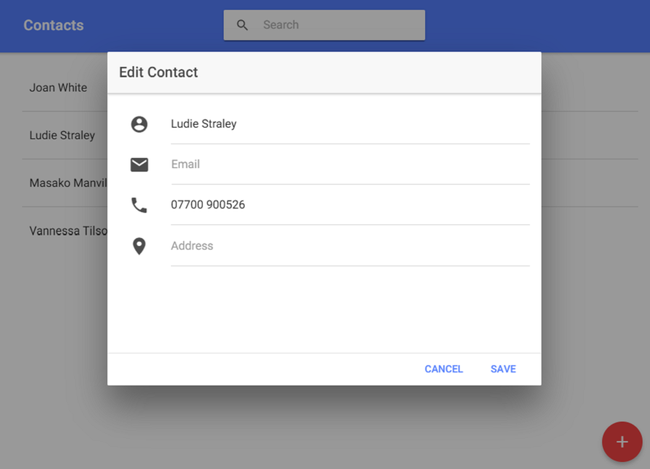 Contacts
Search
Joan White
Edit Contact
Ludie Straley
Ludie Straley
Email
Masako Manvil
07700 900526
Vannessa Tilso
Address
CANCEL SAVE
+